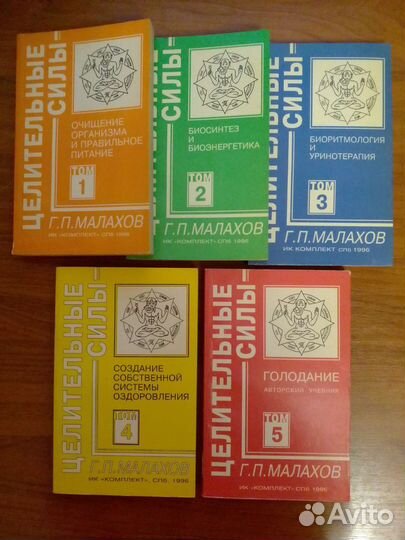 ЦЕЛИТЕЛЬНЫЕ
СИЛЫ
ОЧИЩЕНИЕ
ОРГАНИЗМА
И ПРАВИЛЬНОЕ
ПИТАНИЕ
ТОМ
1
Г.П.МАЛАХОВ
ИК «КОМПЛЕКТ» СПб 1996
ЦЕЛИТЕЛЬНЫЕ
СИЛЫ
БИОСИНТЕЗ
И
БИОЭНЕРГЕТИКА
ТОМ
2
Г.П.МАЛАХОВ
ИК «КОМПЛЕКТ» СПб 1996
ЦЕЛИТЕЛЬНЫЕ
СИЛЫ
БИОРИТМОЛОГИЯ
И
УРИНОТЕРАПИЯ
ТОМ
3
Г.П.МАЛАХОВ
ИК «КОМПЛЕКТ» СПб 1996
ЦЕЛИТЕЛЬНЫЕ
СИЛЫ
СОЗДАНИЕ
СОБСТВЕННОЙ
СИСТЕМЫ
ОЗДОРОВЛЕНИЯ
ТОМ
4
Г.П.МАЛАХОВ
ИК «КОМПЛЕКТ», СПб, 1996
ЦЕЛИТЕЛЬНЫЕ
СИЛЫ
ГОЛОДАНИЕ
АВТОРСКИЙ УЧЕБНИК
ТОМ
5
Г.П.МАЛАХОВ
ИК «КОМПЛЕКТ» СПб 1996
Avito